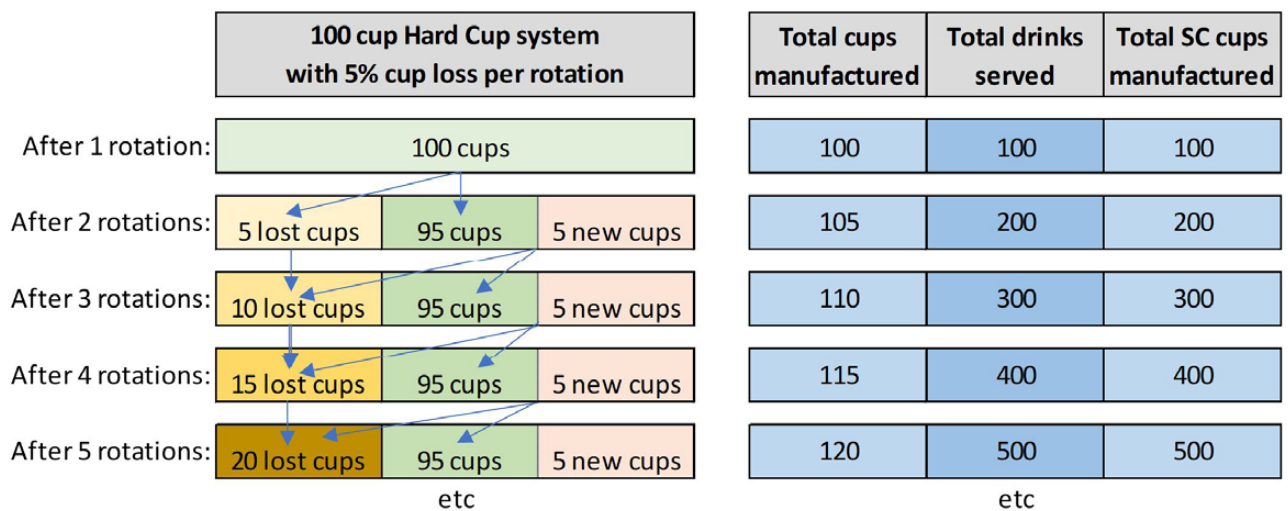 100 cup Hard Cup system
with 5% cup loss per rotation
Total cups
manufactured
Total drinks
served
Total SC cups
manufactured
After 1 rotation:
100 cups
100
100
100
After 2 rotations:
5 lost cups
95 cups
5 new cups
105
200
200
After 3 rotations:
10 lost cups
95 cups
5 new cups
110
300
300
After 4 rotations:
15 lost cups
95 cups
5 new cups
115
400
400
After 5 rotations:
20 lost cups
95 cups
5 new cups
120
500
500
etc
etc